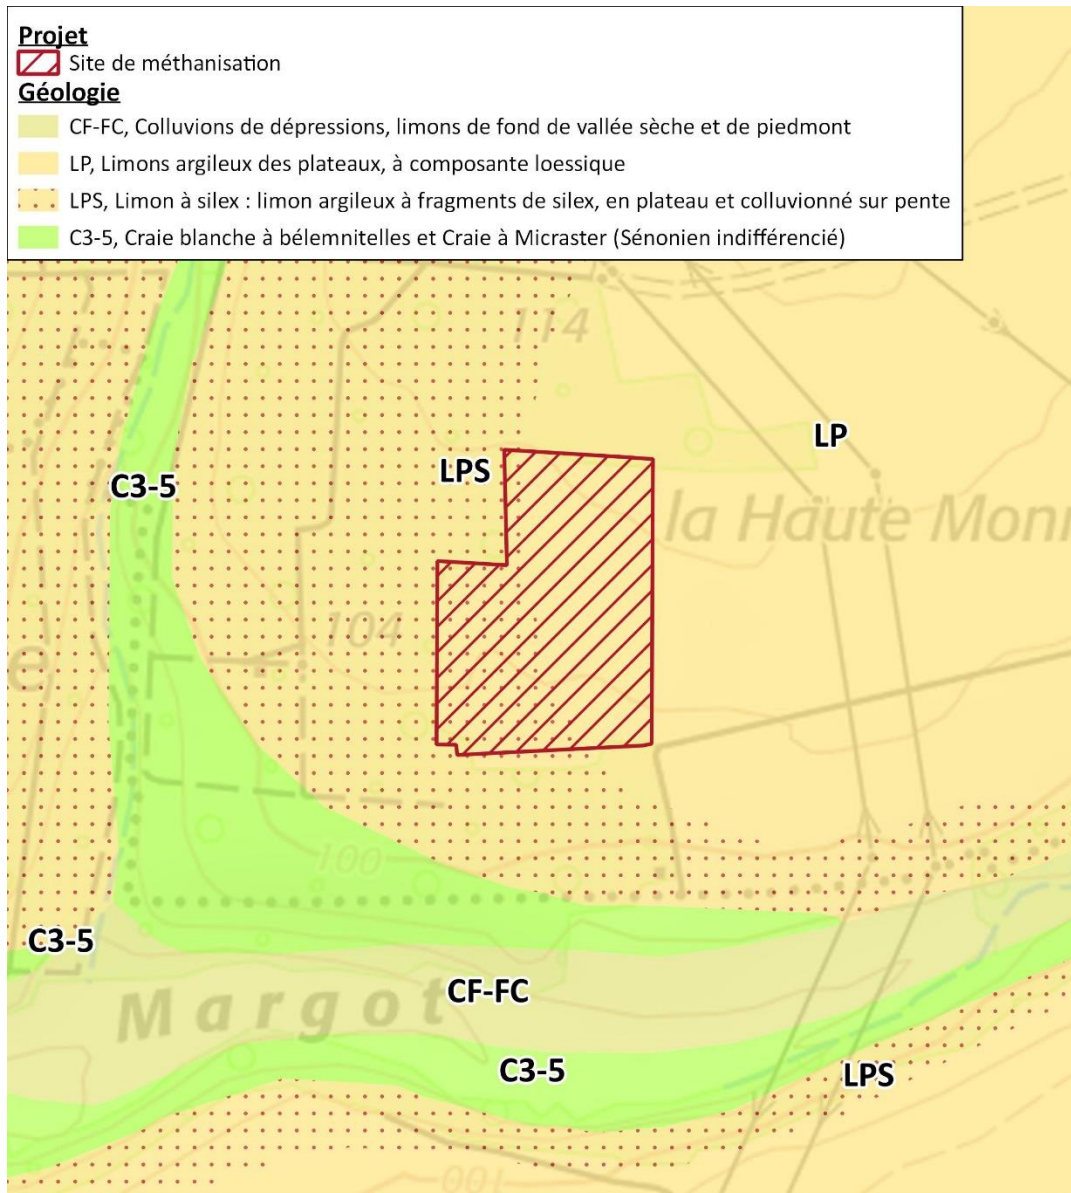 Projet
Site de méthanisation
Géologie
CF-FC, Colluvions de dépressions, limons de fond de vallée sèche et de piedmont
LP, Limons argileux des plateaux, à composante loessique
LPS, Limon à silex : limon argileux à fragments de silex, en plateau et colluvionné sur pente
C3-5, Craie blanche à bélemnitelles et Craie à Micraster (Sénonien indifférencié)
114
LP
LPS
C3-5
la Haute Monn
104
e
100
C3-5
CF-FC
Margot
C3-5
LPS
100